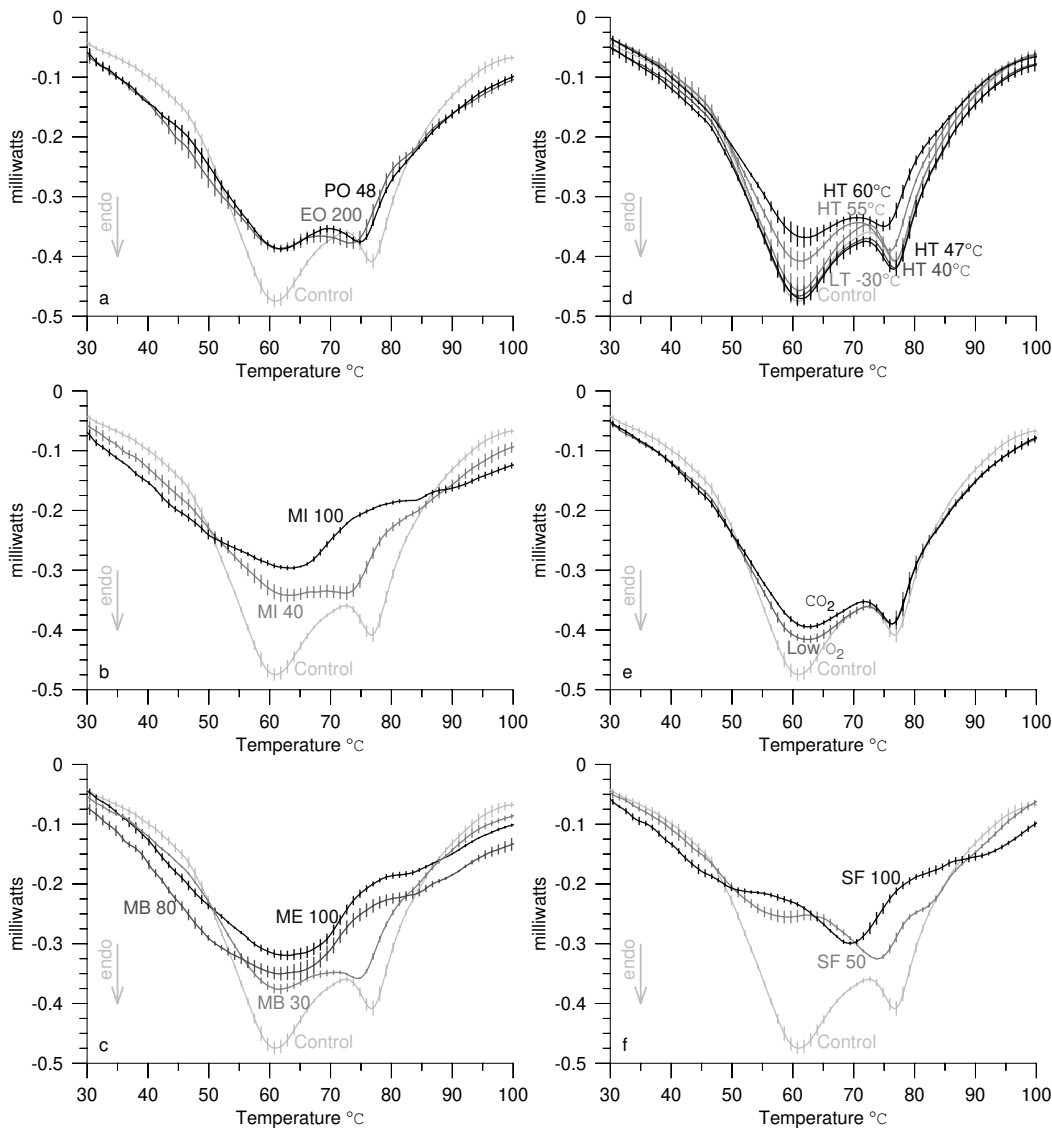 0
-0.1
-0.2
-0.3
-0.4
-0.5
milliwatts
endo
PO 48
EO 200
Control
a
30 40 50 60 70 80 90 100
Temperature °C
0
-0.1
-0.2
-0.3
-0.4
-0.5
milliwatts
endo
HT 60°C
HT 55°C
HT 47°C
HT 40°C
LT -30°C
Control
d
30 40 50 60 70 80 90 100
Temperature °C
0
-0.1
-0.2
-0.3
-0.4
-0.5
milliwatts
endo
MI 100
MI 40
Control
b
30 40 50 60 70 80 90 100
Temperature °C
0
-0.1
-0.2
-0.3
-0.4
-0.5
milliwatts
endo
CO2
Low O2
Control
e
30 40 50 60 70 80 90 100
Temperature °C
0
-0.1
-0.2
-0.3
-0.4
-0.5
milliwatts
endo
MB 80
ME 100
MB 30
Control
c
30 40 50 60 70 80 90 100
Temperature °C
0
-0.1
-0.2
-0.3
-0.4
-0.5
milliwatts
endo
SF 100
SF 50
Control
f
30 40 50 60 70 80 90 100
Temperature °C